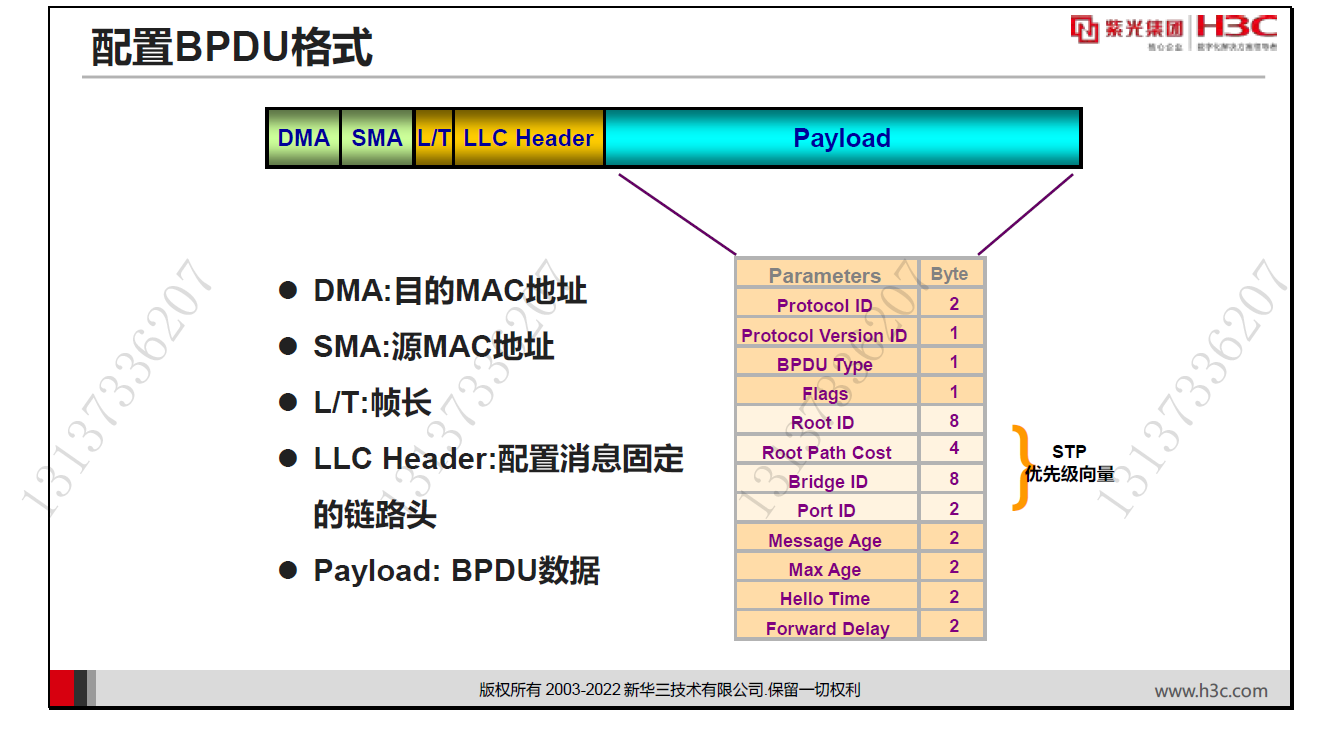 配置BPDU格式
紫光集团 H3C
核心企业 数字化解决方案领导者
DMA SMA L/T LLC Header Payload
DMA:目的MAC地址
SMA:源MAC地址
L/T:帧长
LLC Header:配置消息固定
的链路头
Payload: BPDU数据
Parameters Byte
Protocol ID 2
Protocol Version ID 1
BPDU Type 1
Flags 1
Root ID 8
Root Path Cost 4
Bridge ID 8
Port ID 2
Message Age 2
Max Age 2
Hello Time 2
Forward Delay 2
STP
优先级向量
13137336207
13137336207
13137336207
13137336207
版权所有 2003-2022 新华三技术有限公司.保留一切权利
www.h3c.com